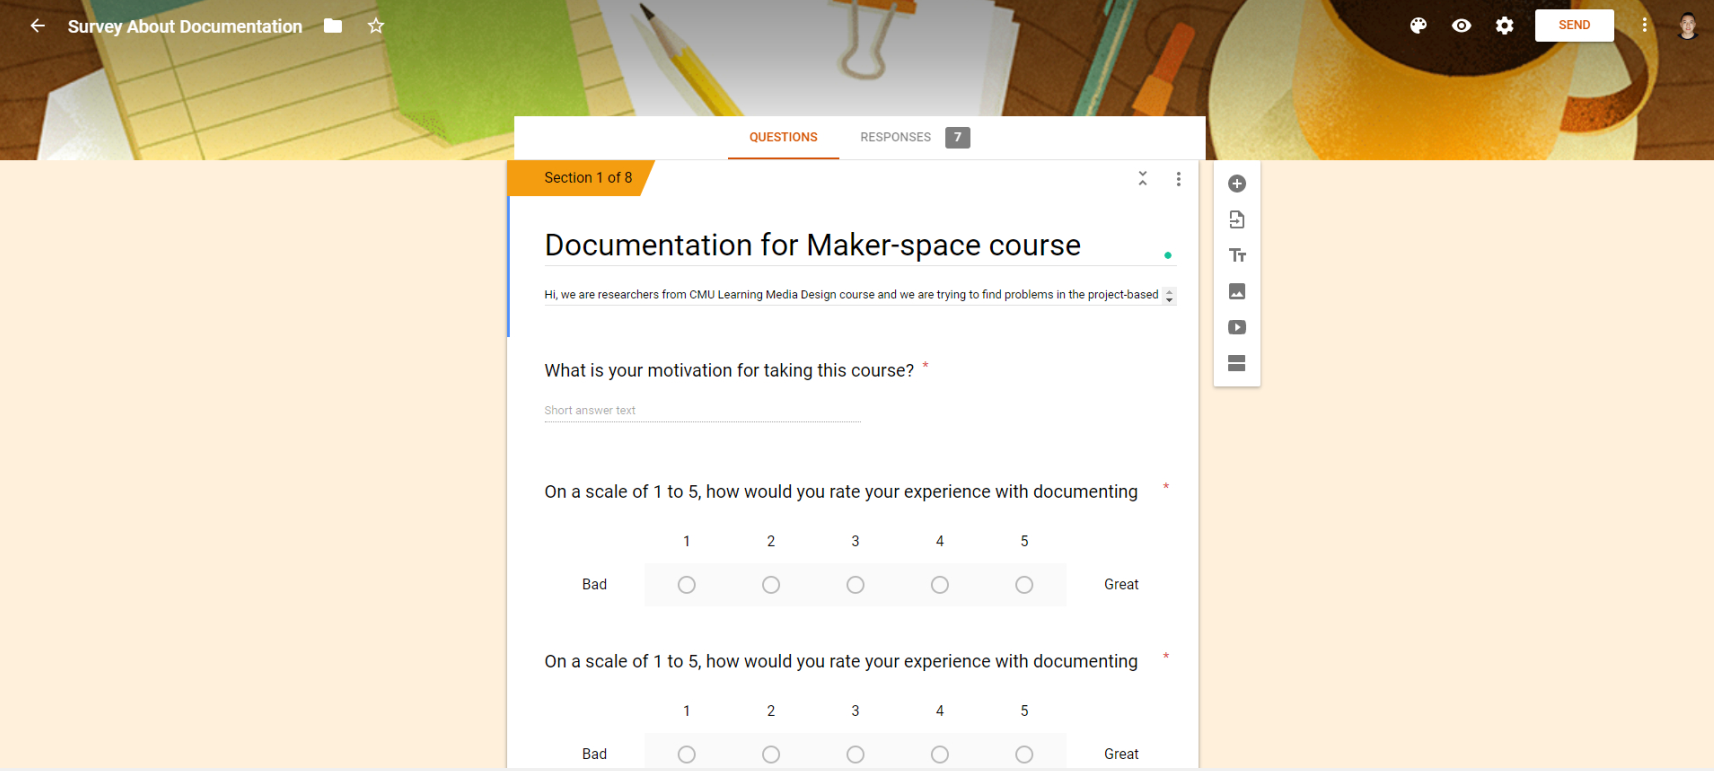 Survey About Documentation
SEND
QUESTIONS
RESPONSES 7
Section 1 of 8
Documentation for Maker-space course
Hi, we are researchers from CMU Learning Media Design course and we are trying to find problems in the project-based
What is your motivation for taking this course? *
Short answer text
On a scale of 1 to 5, how would you rate your experience with documenting *
1 2 3 4 5
Bad Great
On a scale of 1 to 5, how would you rate your experience with documenting *
1 2 3 4 5
Bad Great